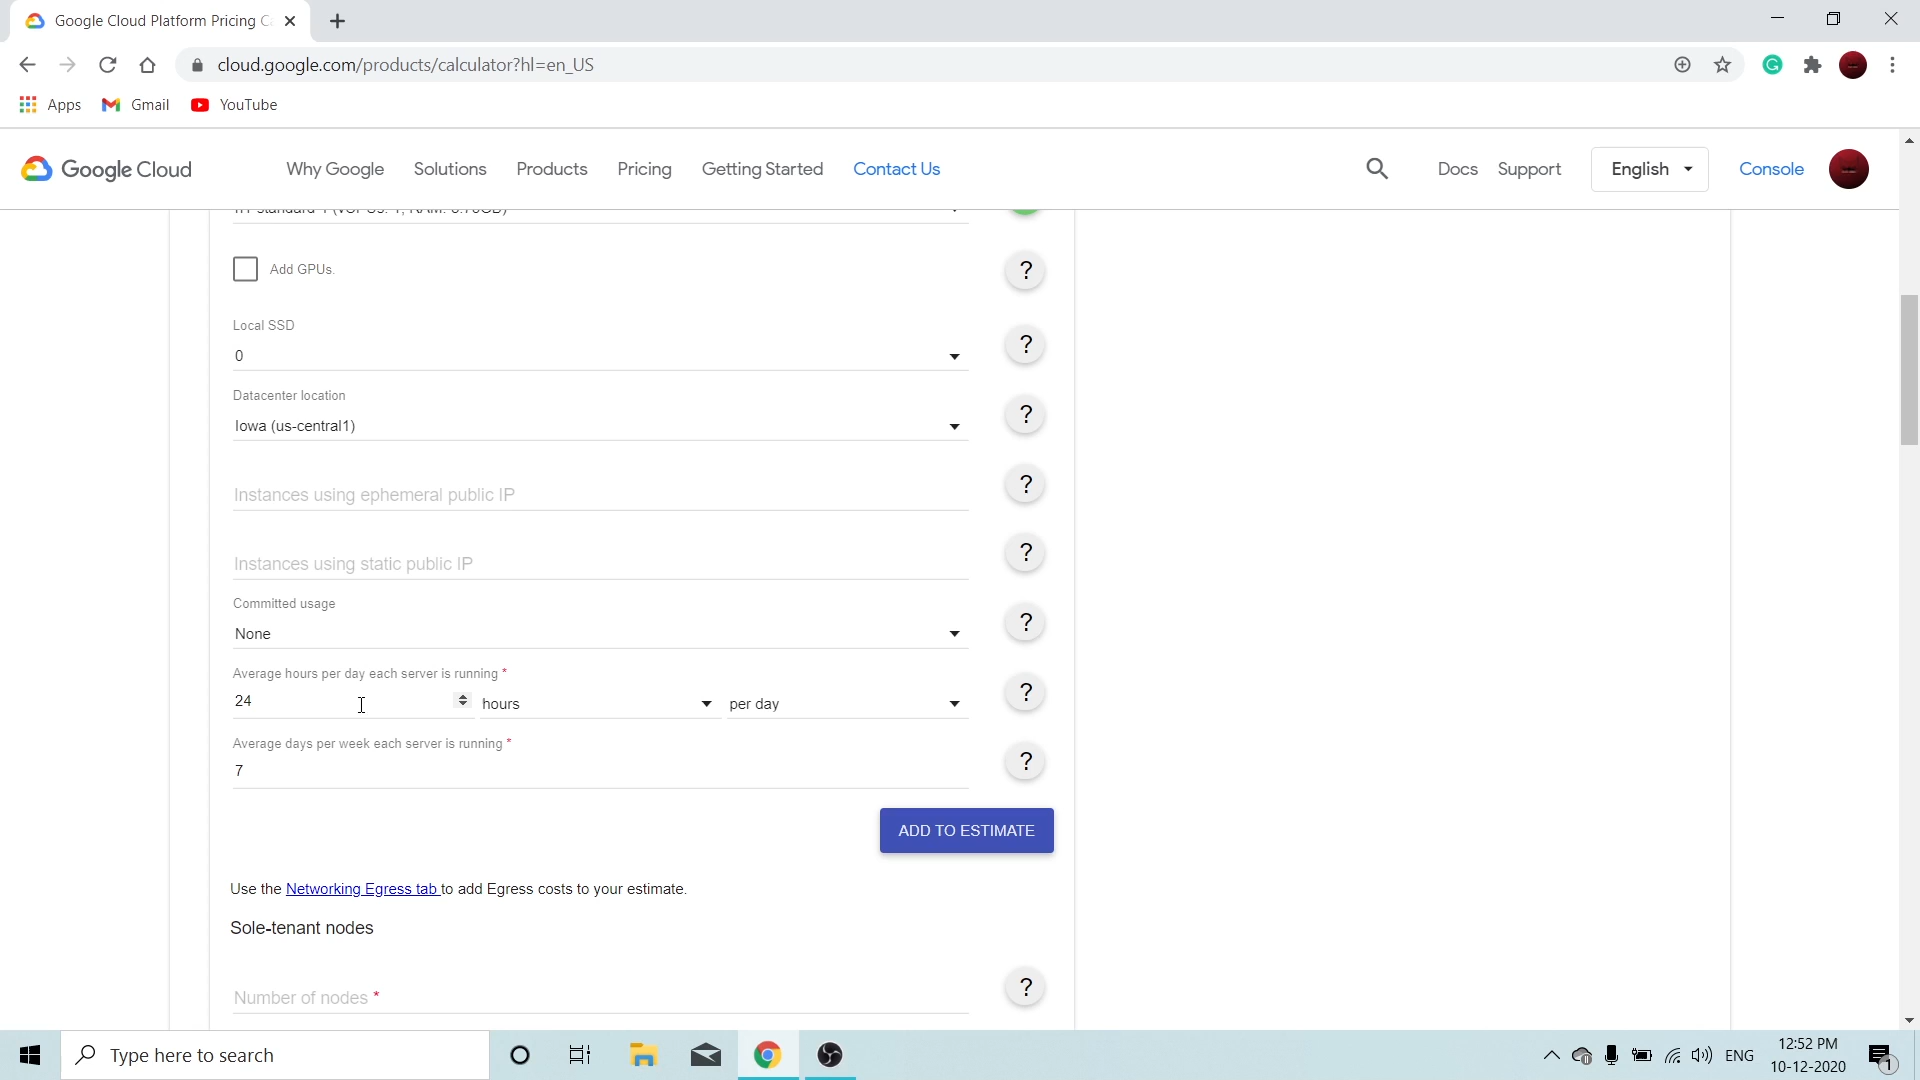 Google Cloud Platform Pricing Ca
cloud.google.com/products/calculator?hl=en_US
Apps Gmail YouTube
Google Cloud Why Google Solutions Products Pricing Getting Started Contact Us Docs Support English Console
Add GPUs.
?
Local SSD
0
?
Datacenter location
Iowa (us-central1)
?
Instances using ephemeral public IP
?
Instances using static public IP
?
Committed usage
None
?
Average hours per day each server is running *
24 hours per day
?
Average days per week each server is running *
7
?
ADD TO ESTIMATE
Use the Networking Egress tab to add Egress costs to your estimate.
Sole-tenant nodes
Number of nodes *
?
Type here to search
ENG
12:52 PM
10-12-2020
1